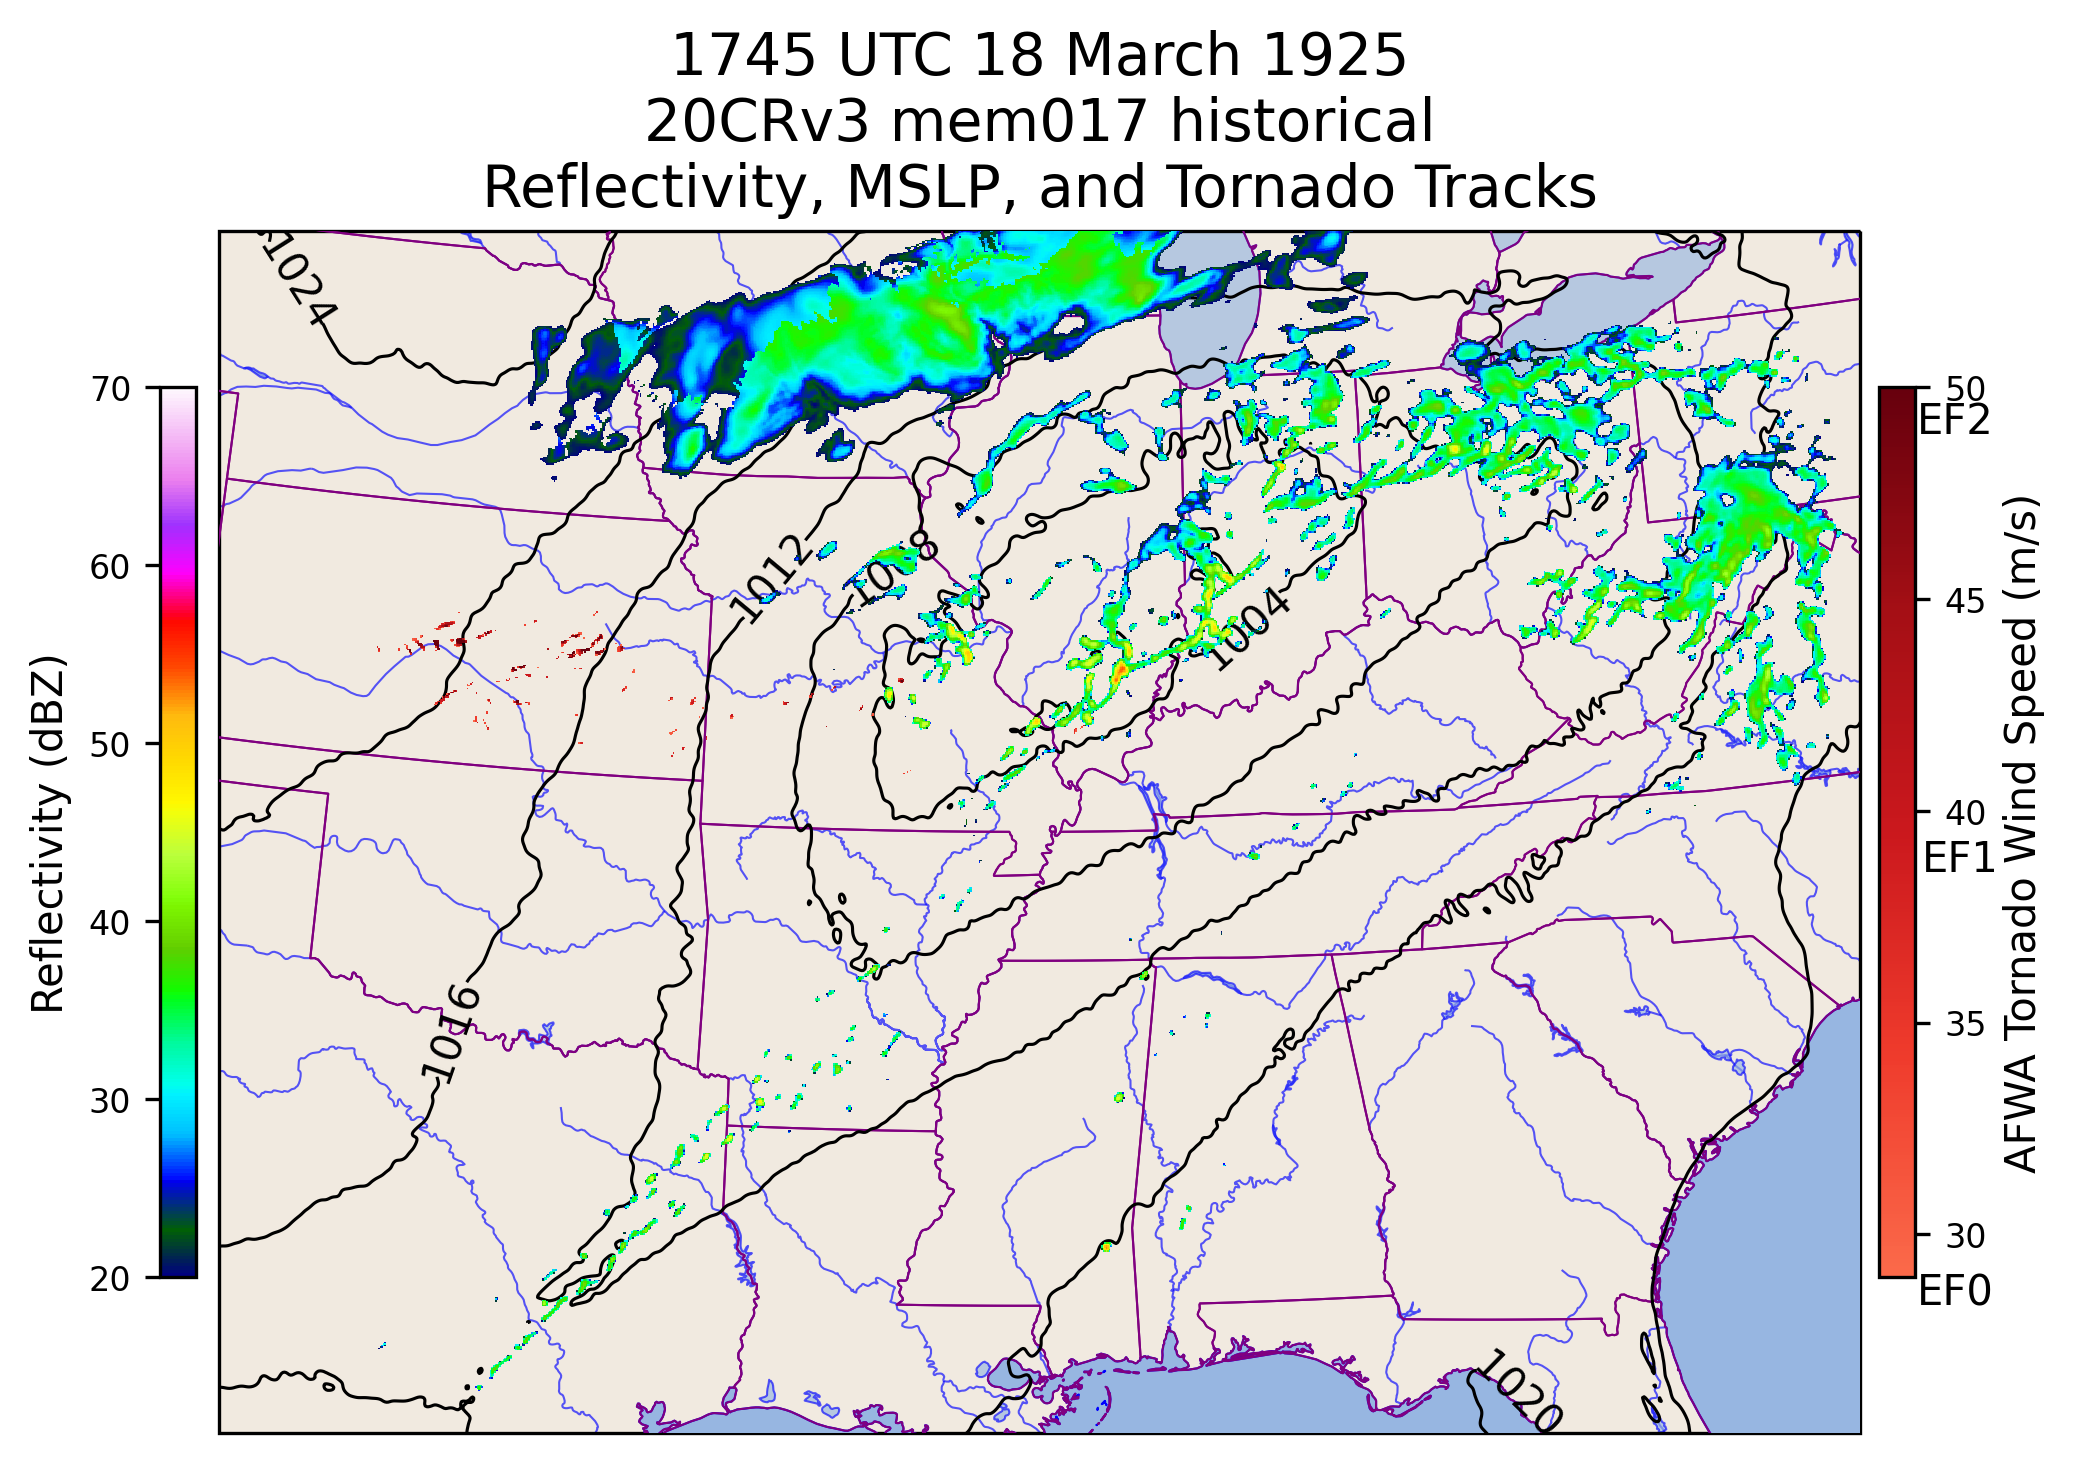 1745 UTC 18 March 1925
20CRv3 mem017 historical
Reflectivity, MSLP, and Tornado Tracks
1024
1012
1008
1004
1016
1020
Reflectivity (dBZ)
70
60
50
40
30
20
50
EF2
45
40
EF1
35
30
EF0
AFWA Tornado Wind Speed (m/s)